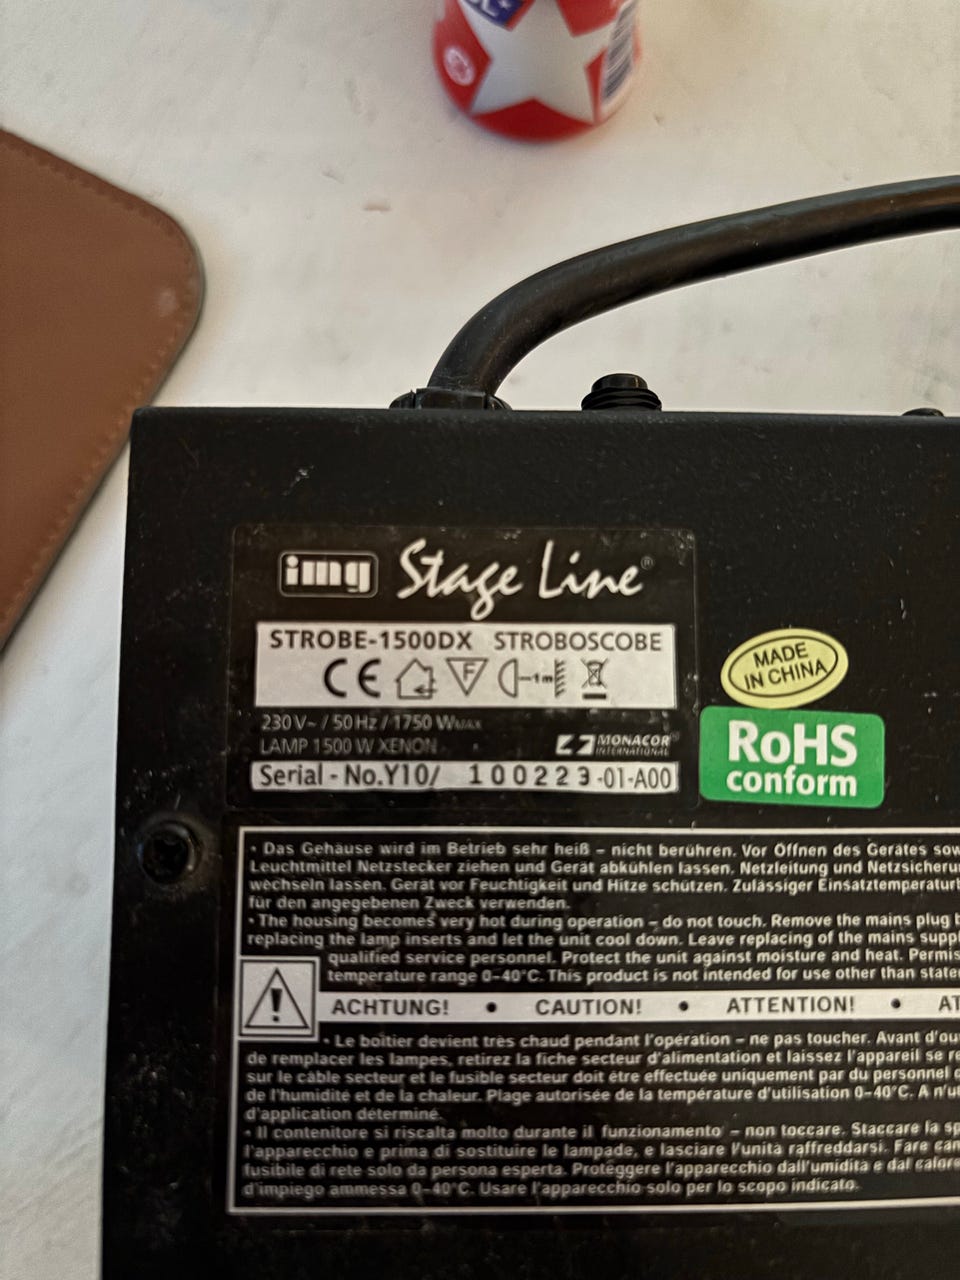 img Stage Line®
STROBE-1500DX STROBOSCOBE
CE F 1m
230 V~ / 50 Hz / 1750 WMAX
LAMP 1500 W XENON
MONACOR®
INTERNATIONAL
Serial - No.Y10/ 100223-01-A00
MADE
IN CHINA
RoHS
conform
• Das Gehäuse wird im Betrieb sehr heiß – nicht berühren. Vor Öffnen des Gerätes sow
Leuchtmittel Netzstecker ziehen und Gerät abkühlen lassen. Netzleitung und Netzsicheru
wechseln lassen. Gerät vor Feuchtigkeit und Hitze schützen. Zulässiger Einsatztemperaturb
für den angegebenen Zweck verwenden.
• The housing becomes very hot during operation – do not touch. Remove the mains plug b
replacing the lamp inserts and let the unit cool down. Leave replacing of the mains supp
qualified service personnel. Protect the unit against moisture and heat. Permis
temperature range 0–40°C. This product is not intended for use other than state
ACHTUNG! • CAUTION! • ATTENTION! • AT
• Le boîtier devient très chaud pendant l'opération – ne pas toucher. Avant d'ou
de remplacer les lampes, retirez la fiche secteur d'alimentation et laissez l'appareil se re
sur le câble secteur et le fusible secteur doit être effectuée uniquement par du personnel
de l'humidité et de la chaleur. Plage autorisée de la température d'utilisation 0–40°C. A n'u
d'application déterminé.
• Il contenitore si riscalta molto durante il funzionamento – non toccare. Staccare la sp
l'apparecchio e prima di sostituire le lampade, e lasciare l'unità raffreddarsi. Fare cam
fusibile di rete solo da persona esperta. Protéggere l'apparecchio dall'umidità e dal calore
d'impiego ammessa 0–40°C. Usare l'apparecchio solo per lo scopo indicato.